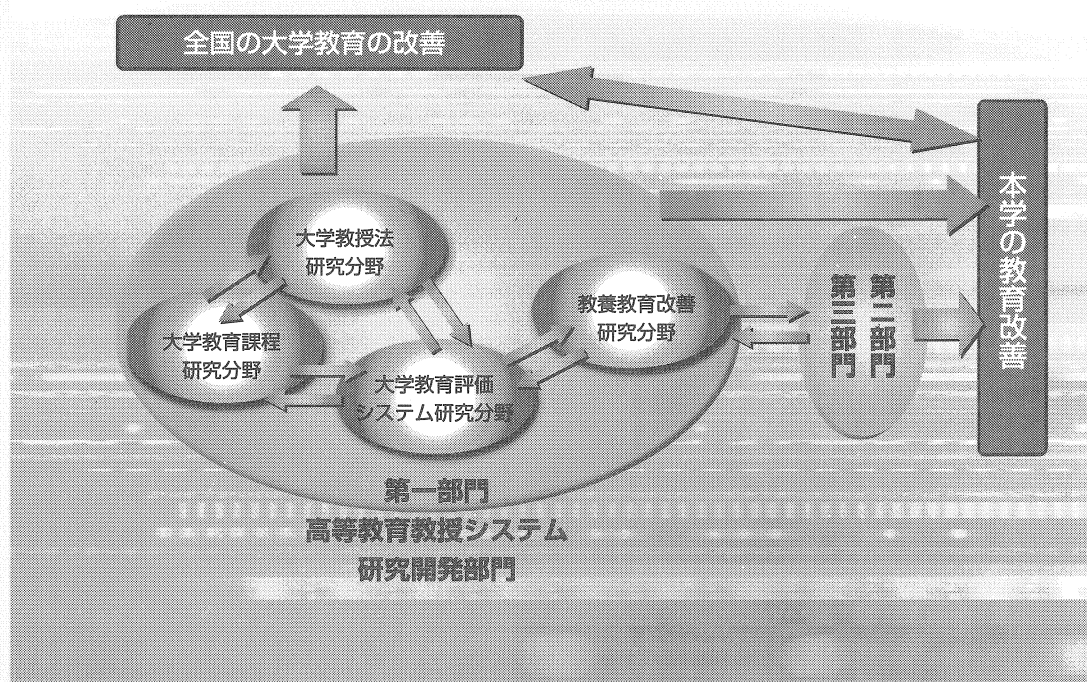 全国の大学教育の改善
本学の教育改善
大学教授法
研究分野
教養教育改善
研究分野
第二部門
第三部門
大学教育課程
研究分野
大学教育評価
システム研究分野
第一部門
高等教育教授システム
研究開発部門